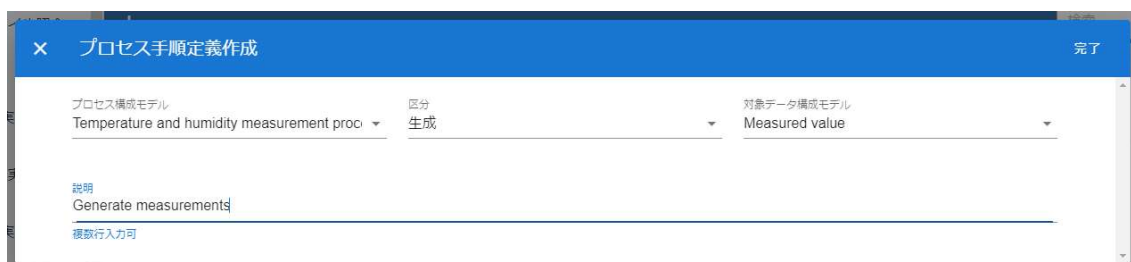 プロセス手順定義作成
完了
プロセス構成モデル
Temperature and humidity measurement proc
区分
生成
対象データ構成モデル
Measured value
説明
Generate measurements
複数行入力可